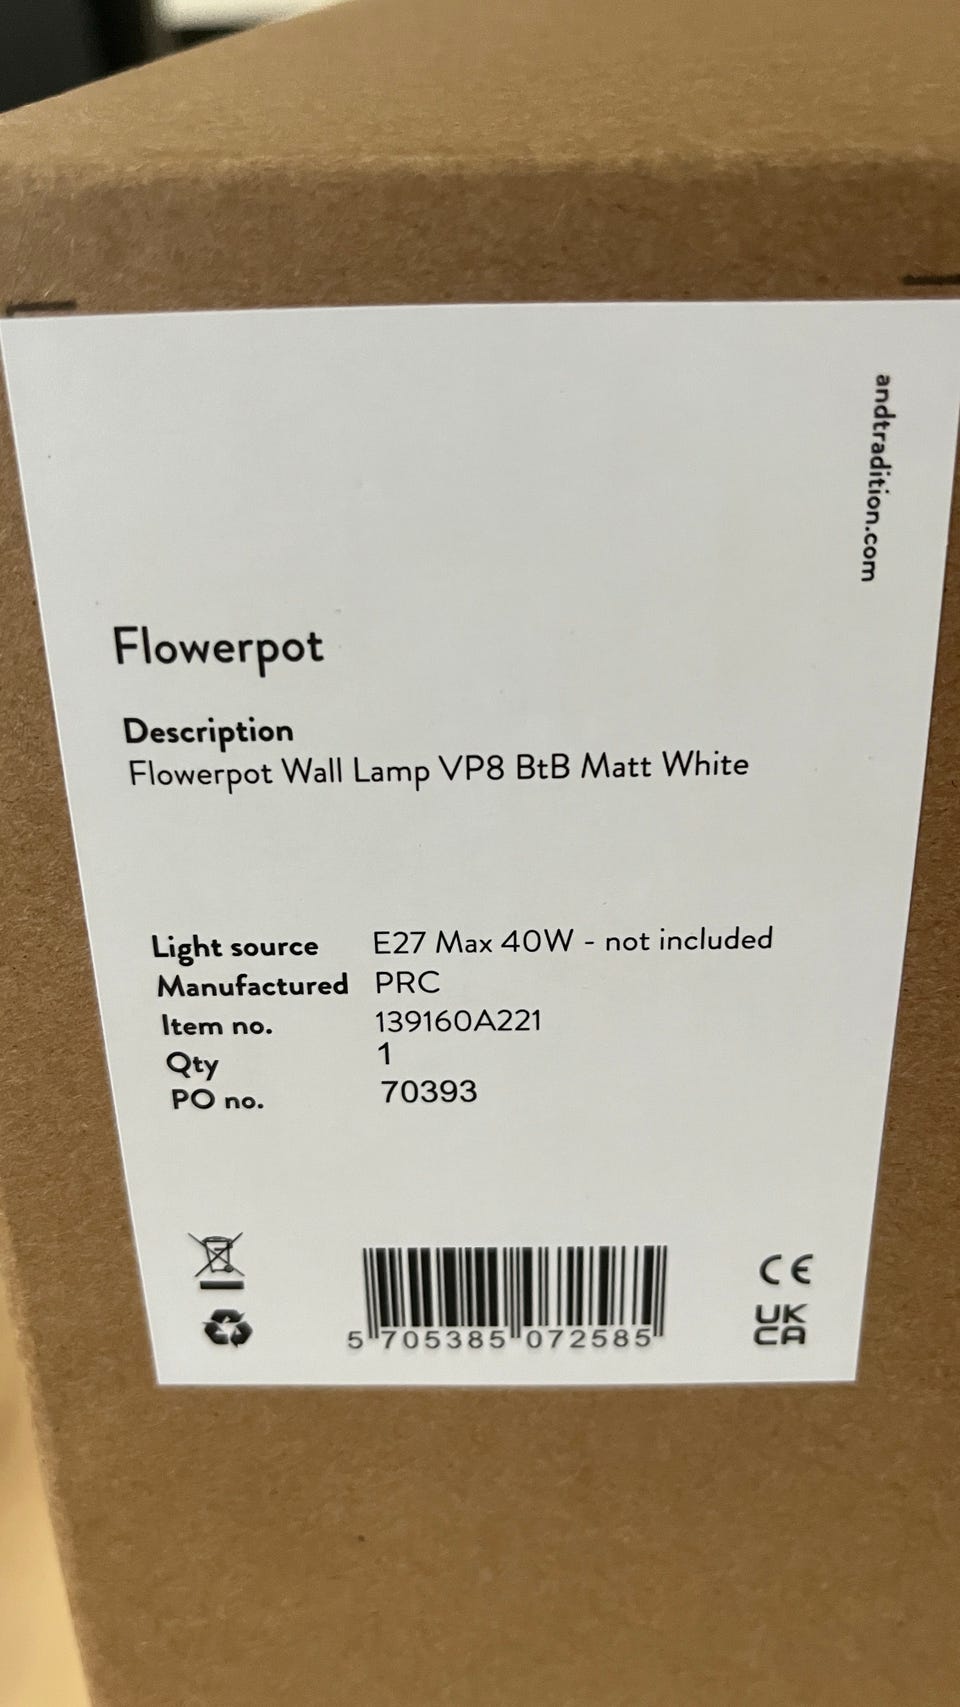 andtradition.com
Flowerpot
Description
Flowerpot Wall Lamp VP8 BtB Matt White
Light source E27 Max 40W - not included
Manufactured PRC
Item no. 139160A221
Qty 1
PO no. 70393
5 705385 072585
CE
UK
CA